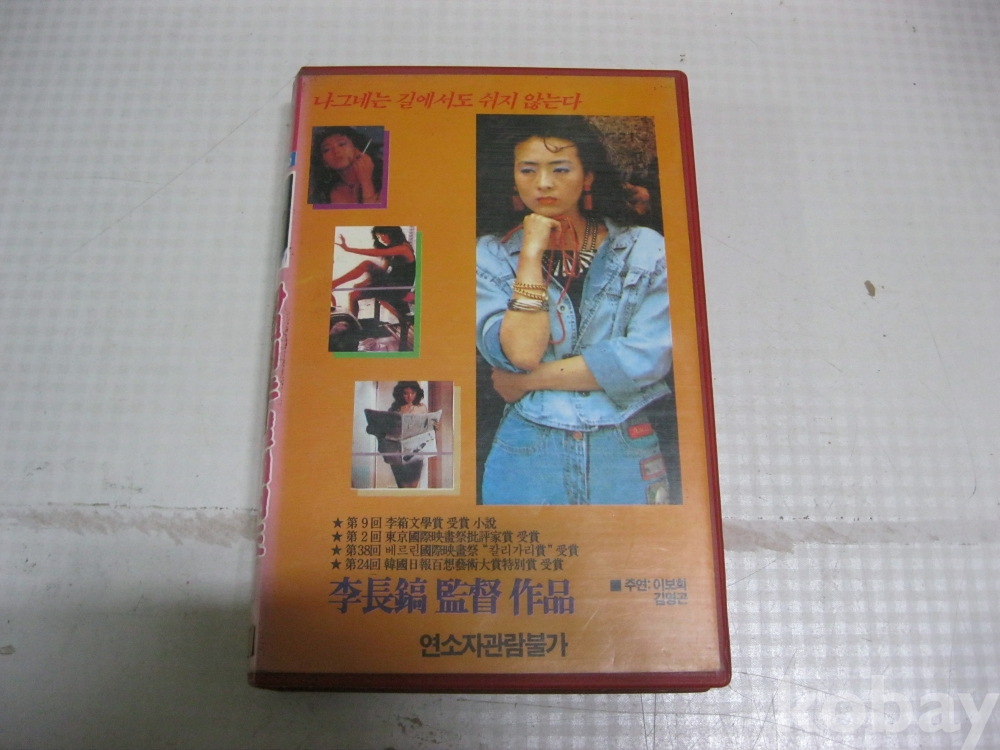 나그네는 길에서도 쉬지 않는다
★ 第9回 李箱文學賞 受賞 小說
★ 第2回 東京國際映畫祭批評家賞 受賞
★ 第38回 베르린國際映畫祭 "칼리가리賞" 受賞
★ 第24回 韓國日報百想藝術大賞特別賞 受賞
李長鎬 監督 作品
■ 주연: 이보희
김명곤
연소자관람불가
kobay